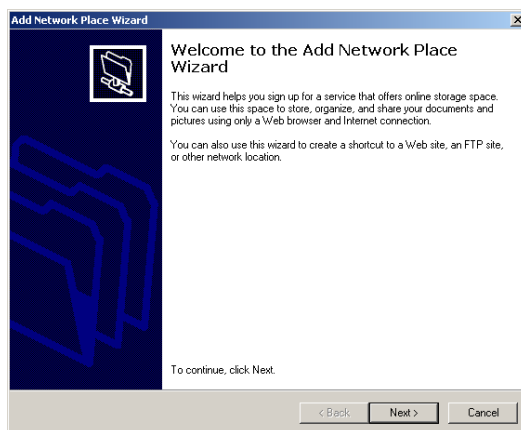 Add Network Place Wizard
Welcome to the Add Network Place
Wizard
This wizard helps you sign up for a service that offers online storage space.
You can use this space to store, organize, and share your documents and
pictures using only a Web browser and Internet connection.
You can also use this wizard to create a shortcut to a Web site, an FTP site,
or other network location.
To continue, click Next.
< Back
Next >
Cancel